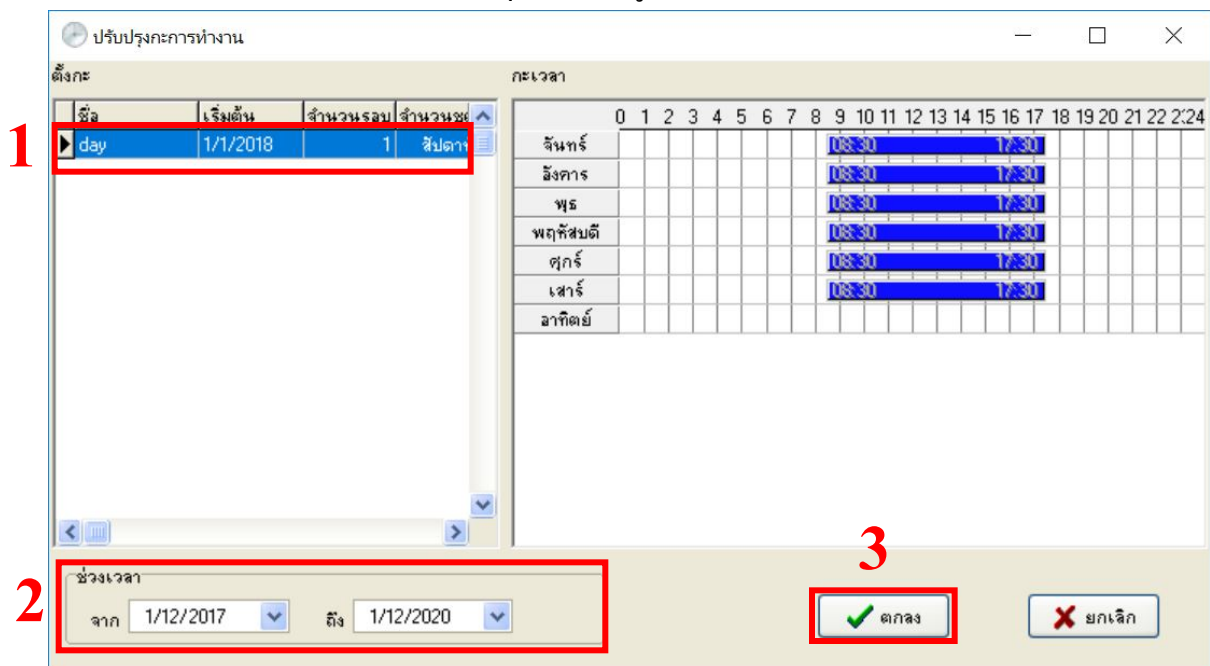 ปรับปรุงกะการทำงาน
ตั้งกะ
กะเวลา
ชื่อ เริ่มต้น จำนวนรอบ
1
day 1/1/2018 1
0 1 2 3 4 5 6 7 8 9 10 11 12 13 14 15 16 17 18 19 20 21 22 24
จันทร์ 08:30 17:30
อังคาร 08:30 17:30
พุธ 08:30 17:30
พฤหัสบดี 08:30 17:30
ศุกร์ 08:30 17:30
เสาร์ 08:30 17:30
อาทิตย์
2
ช่วงเวลา
จาก 1/12/2017 ถึง 1/12/2020
3
ตกลง
ยกเลิก